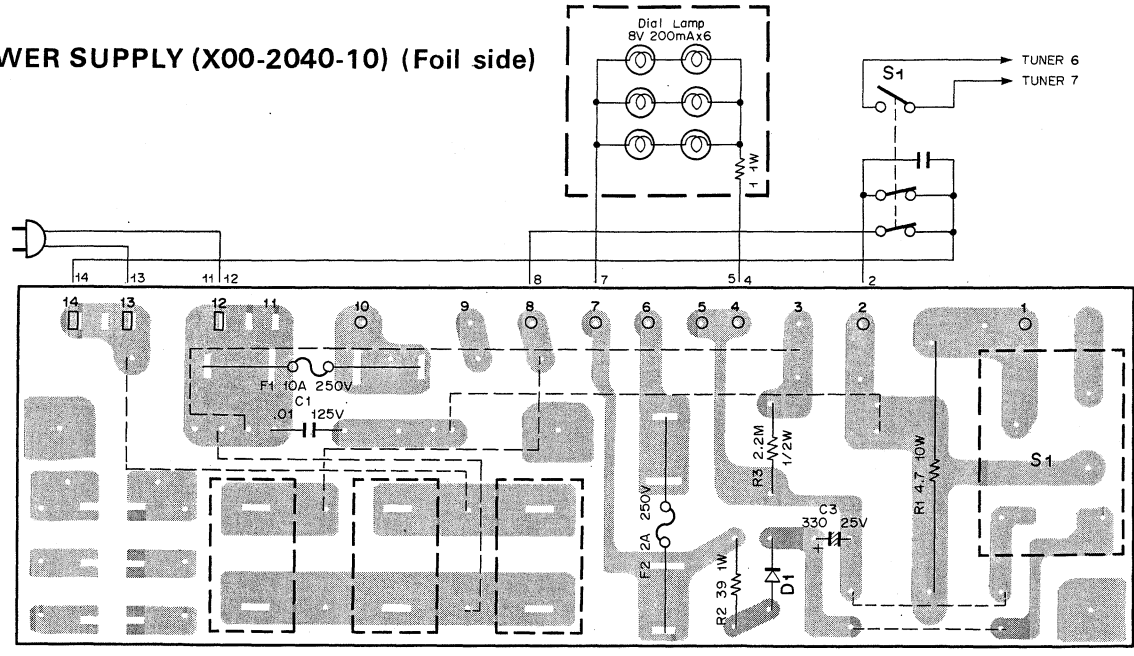 WER SUPPLY (X00-2040-10) (Foil side)
Dial Lamp
8V 200mAx6
1 1W
S1
TUNER 6
TUNER 7
14 13 11 12 8 7 5 4 2
14 13 12 11 10 9 8 7 6 5 4 3 2 1
F1 10A 250V
C1
.01 125V
F2 2A 250V
R3 2.2M
1/2W
C3
330 25V
+
R2 39 1W
D1
R1 4.7 10W
S1